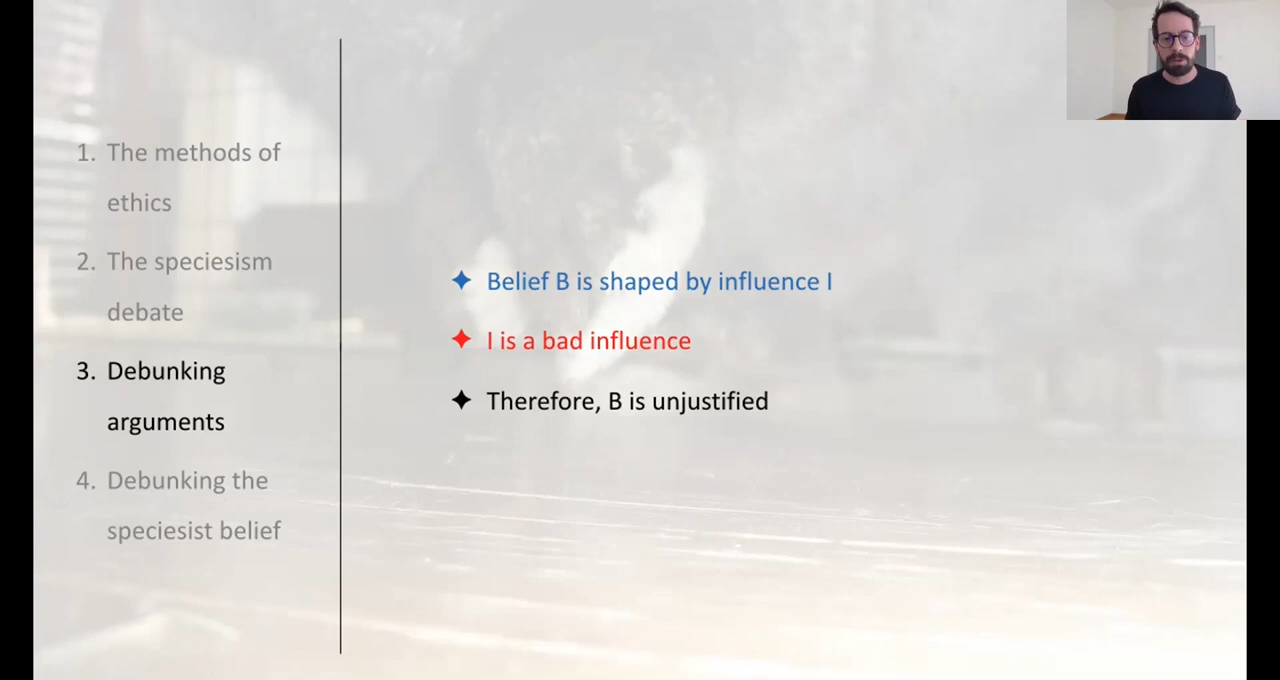 1. The methods of
ethics
2. The speciesism
debate
3. Debunking
arguments
4. Debunking the
speciesist belief
✦ Belief B is shaped by influence I
✦ I is a bad influence
✦ Therefore, B is unjustified